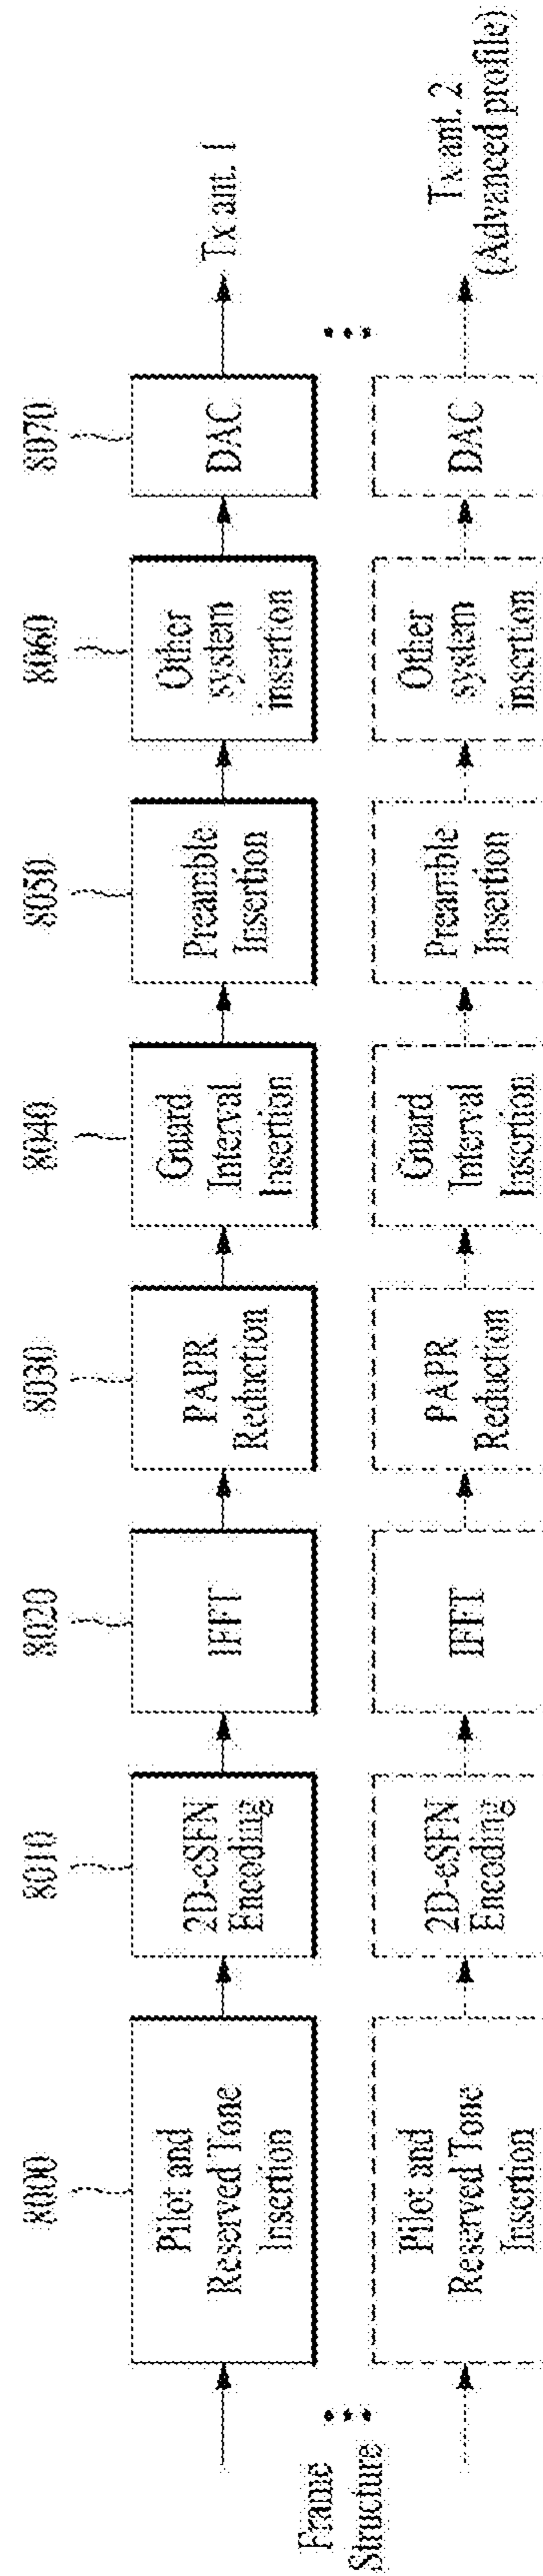 Frame
Structure
8000
Pilot and
Reserved Tone
Insertion
8010
2D-eSFN
Encoding
8020
IFFT
8030
PAPR
Reduction
8040
Guard
Interval
Insertion
8050
Preamble
Insertion
8060
Other
system
insertion
8070
DAC
Tx ant. 1
Pilot and
Reserved Tone
Insertion
2D-eSFN
Encoding
IFFT
PAPR
Reduction
Guard
Interval
Insertion
Preamble
Insertion
Other
system
insertion
DAC
Tx ant. 2
(Advanced profile)